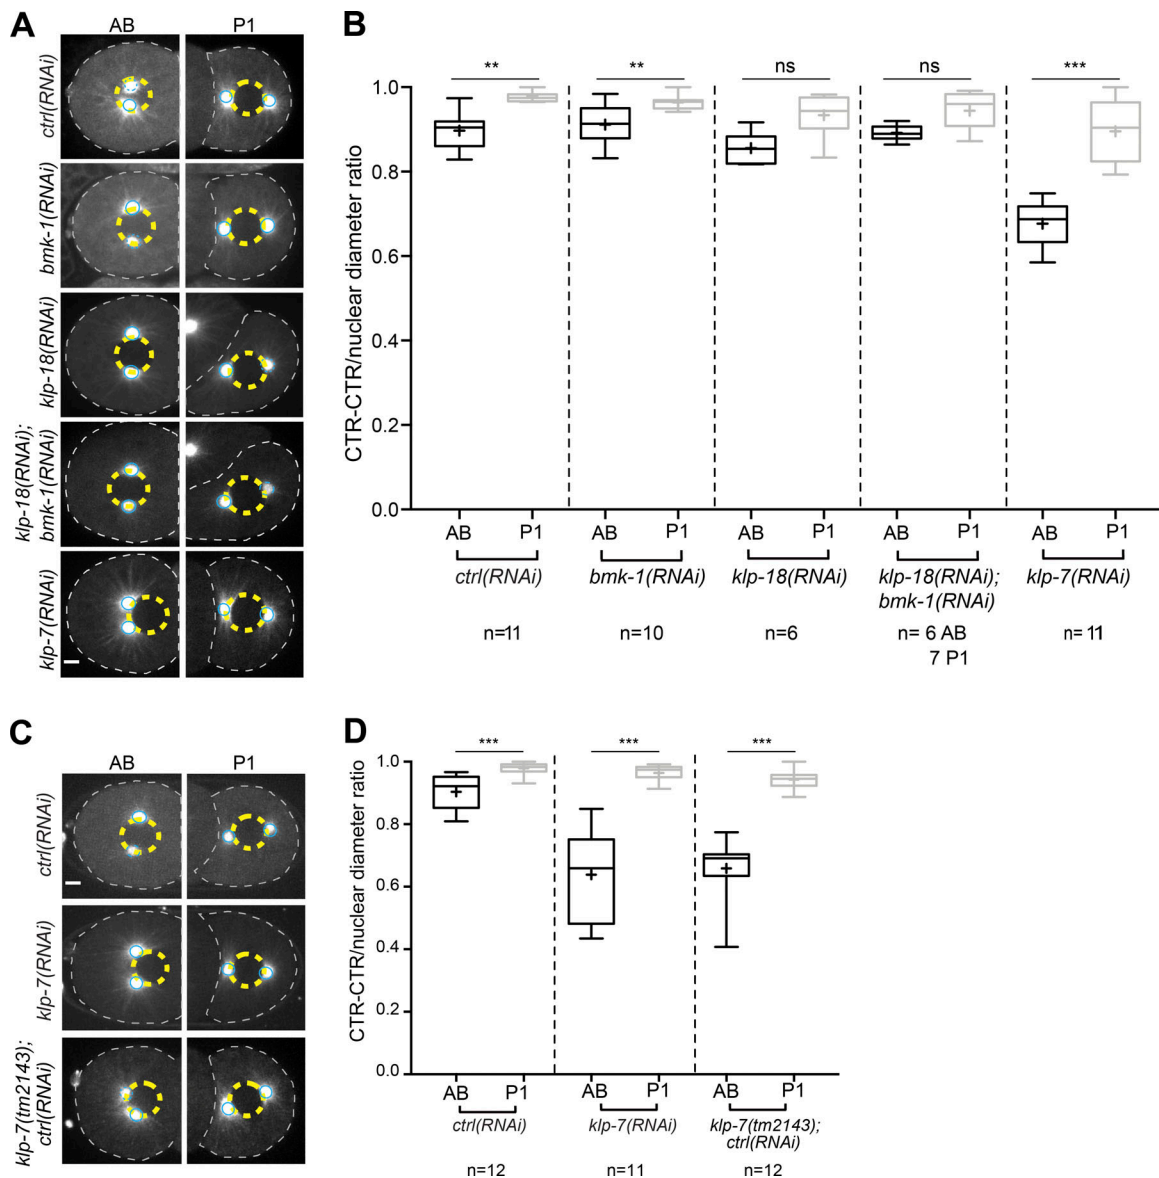 A
AB
P1
ctrl(RNAi)
bmk-1(RNAi)
klp-18(RNAi)
klp-18(RNAi);
bmk-1(RNAi)
klp-7(RNAi)
B
CTR-CTR/nuclear diameter ratio
1.0
0.8
0.6
0.4
0.2
0.0
**
**
ns
ns
***
+
+
+
+
+
+
+
+
+
+
AB
P1
AB
P1
AB
P1
AB
P1
AB
P1
ctrl(RNAi)
bmk-1(RNAi)
klp-18(RNAi)
klp-18(RNAi);
bmk-1(RNAi)
klp-7(RNAi)
n=11
n=10
n=6
n= 6 AB
7 P1
n= 11
C
AB
P1
ctrl(RNAi)
klp-7(RNAi)
klp-7(tm2143);
ctrl(RNAi)
D
CTR-CTR/nuclear diameter ratio
1.0
0.8
0.6
0.4
0.2
0.0
***
***
***
+
+
+
+
+
+
AB
P1
AB
P1
AB
P1
ctrl(RNAi)
klp-7(RNAi)
klp-7(tm2143);
ctrl(RNAi)
n=12
n=11
n=12